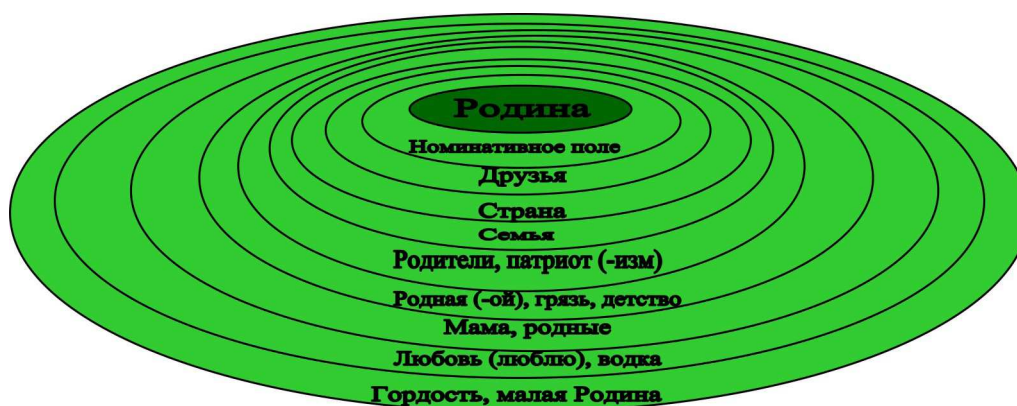 Родина
Номинативное поле
Друзья
Страна
Семья
Родители, патриот (-изм)
Родная (-ой), грязь, детство
Мама, родные
Любовь (люблю), водка
Гордость, малая Родина